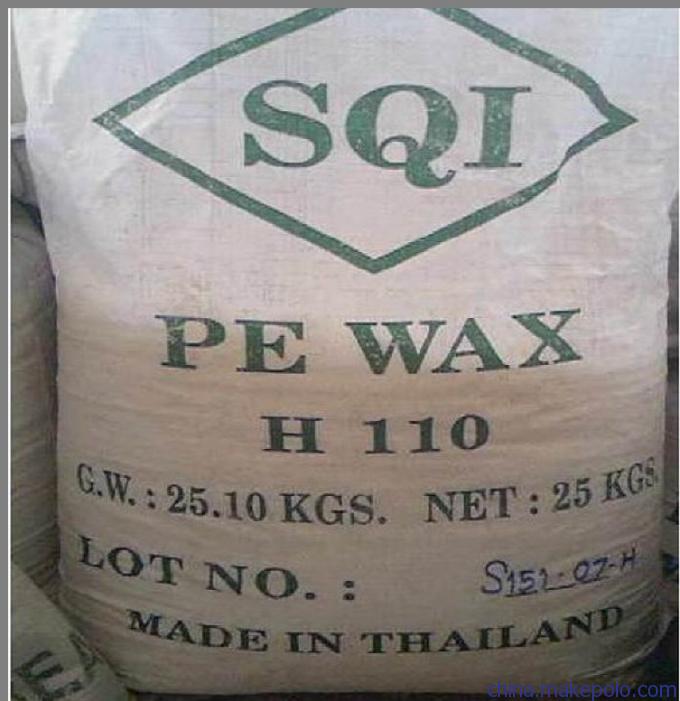 SQI
PE WAX
H 110
G.W. : 25.10 KGS. NET : 25 KGS.
LOT NO. : S151-07-H
MADE IN THAILAND
china.makepolo.com